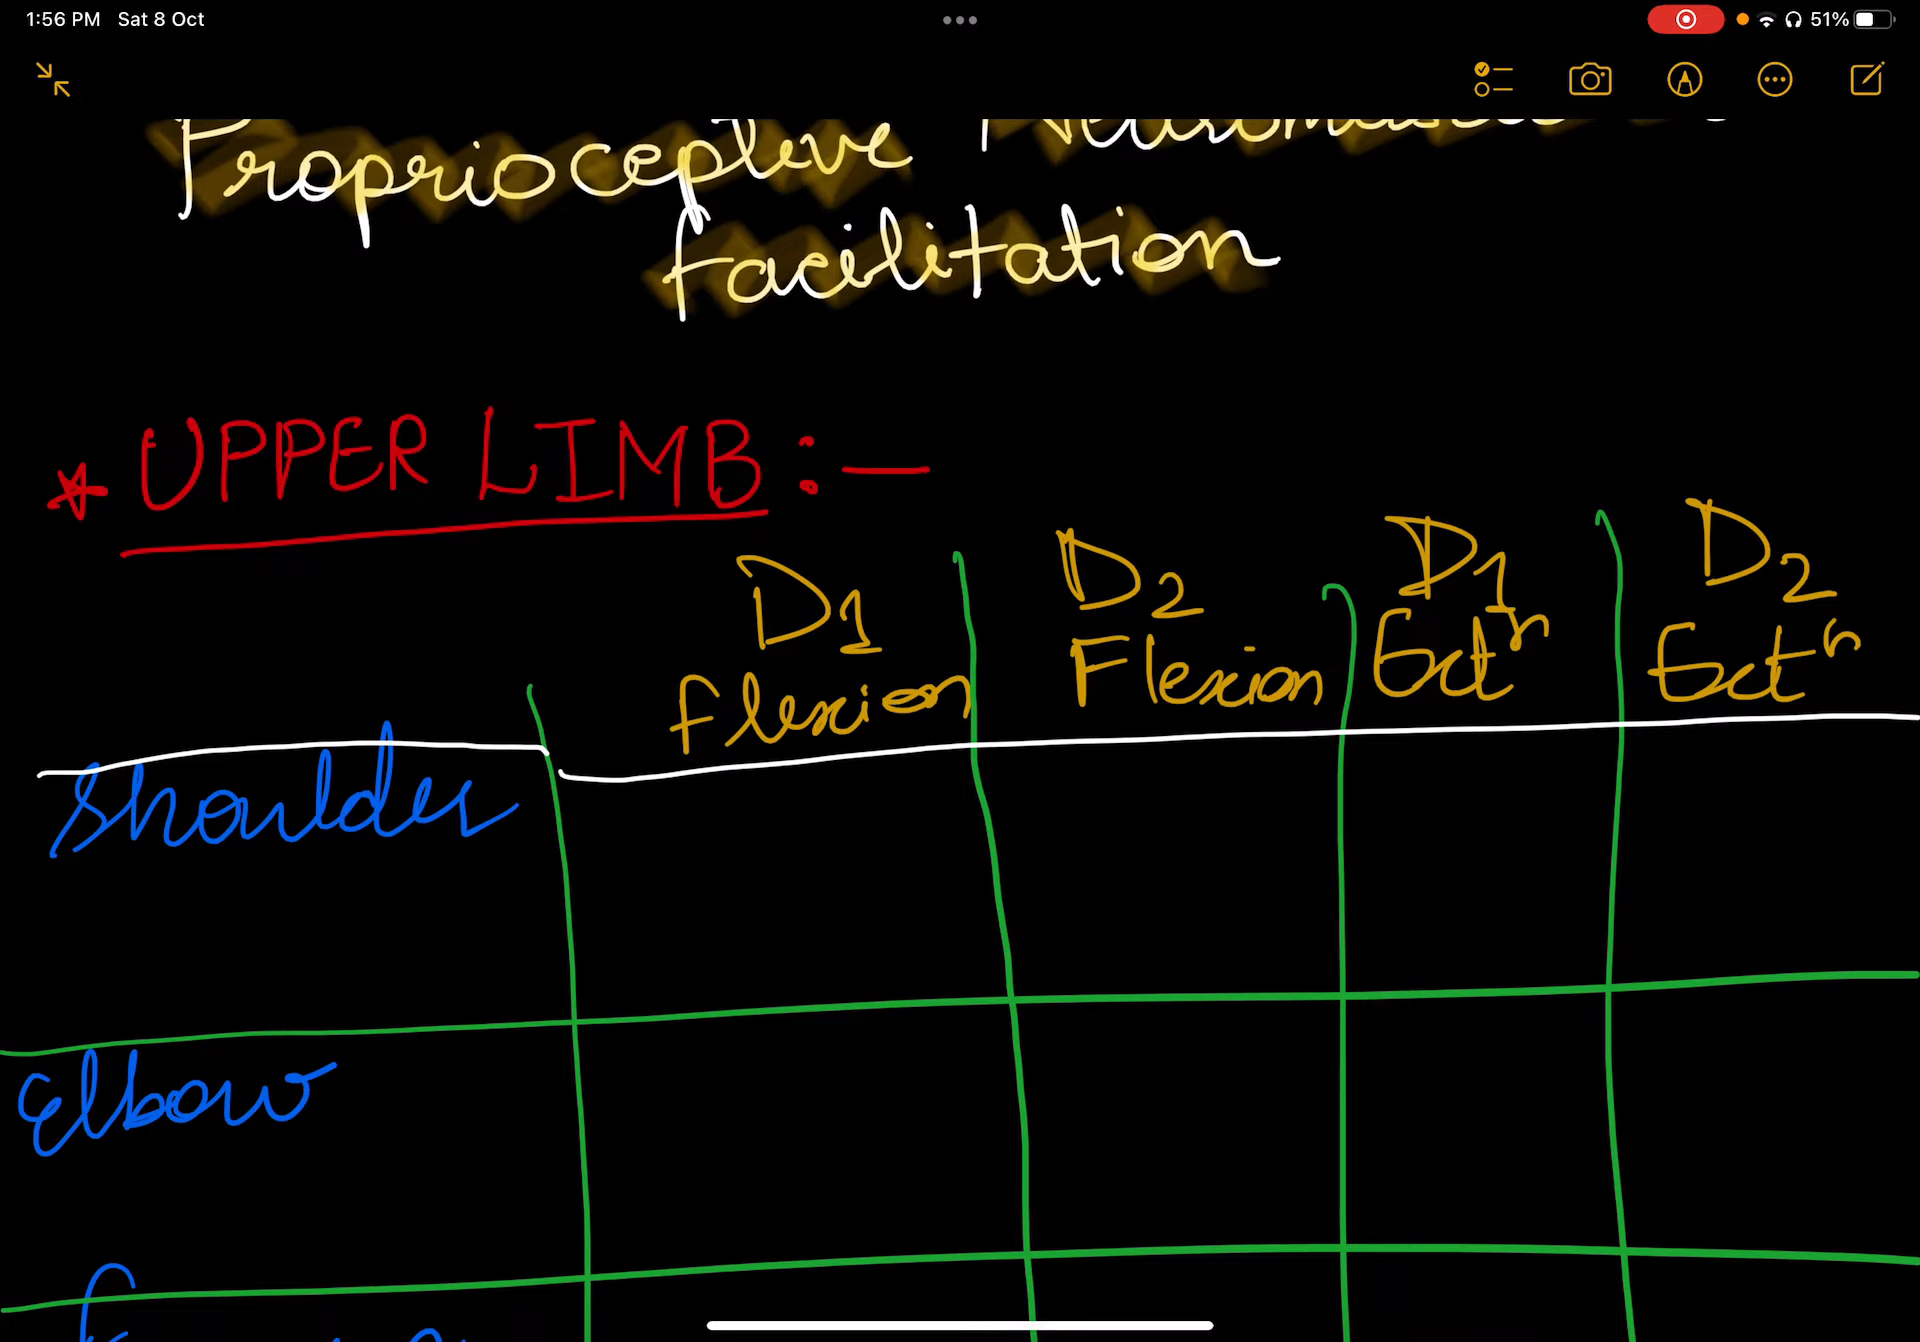 1:56 PM Sat 8 Oct
51%
Proprioceptive
facilitation
* UPPER LIMB :—
D1 flexion
D2 Flexion
D1 Extn
D2 Extn
Shoulder
Elbow